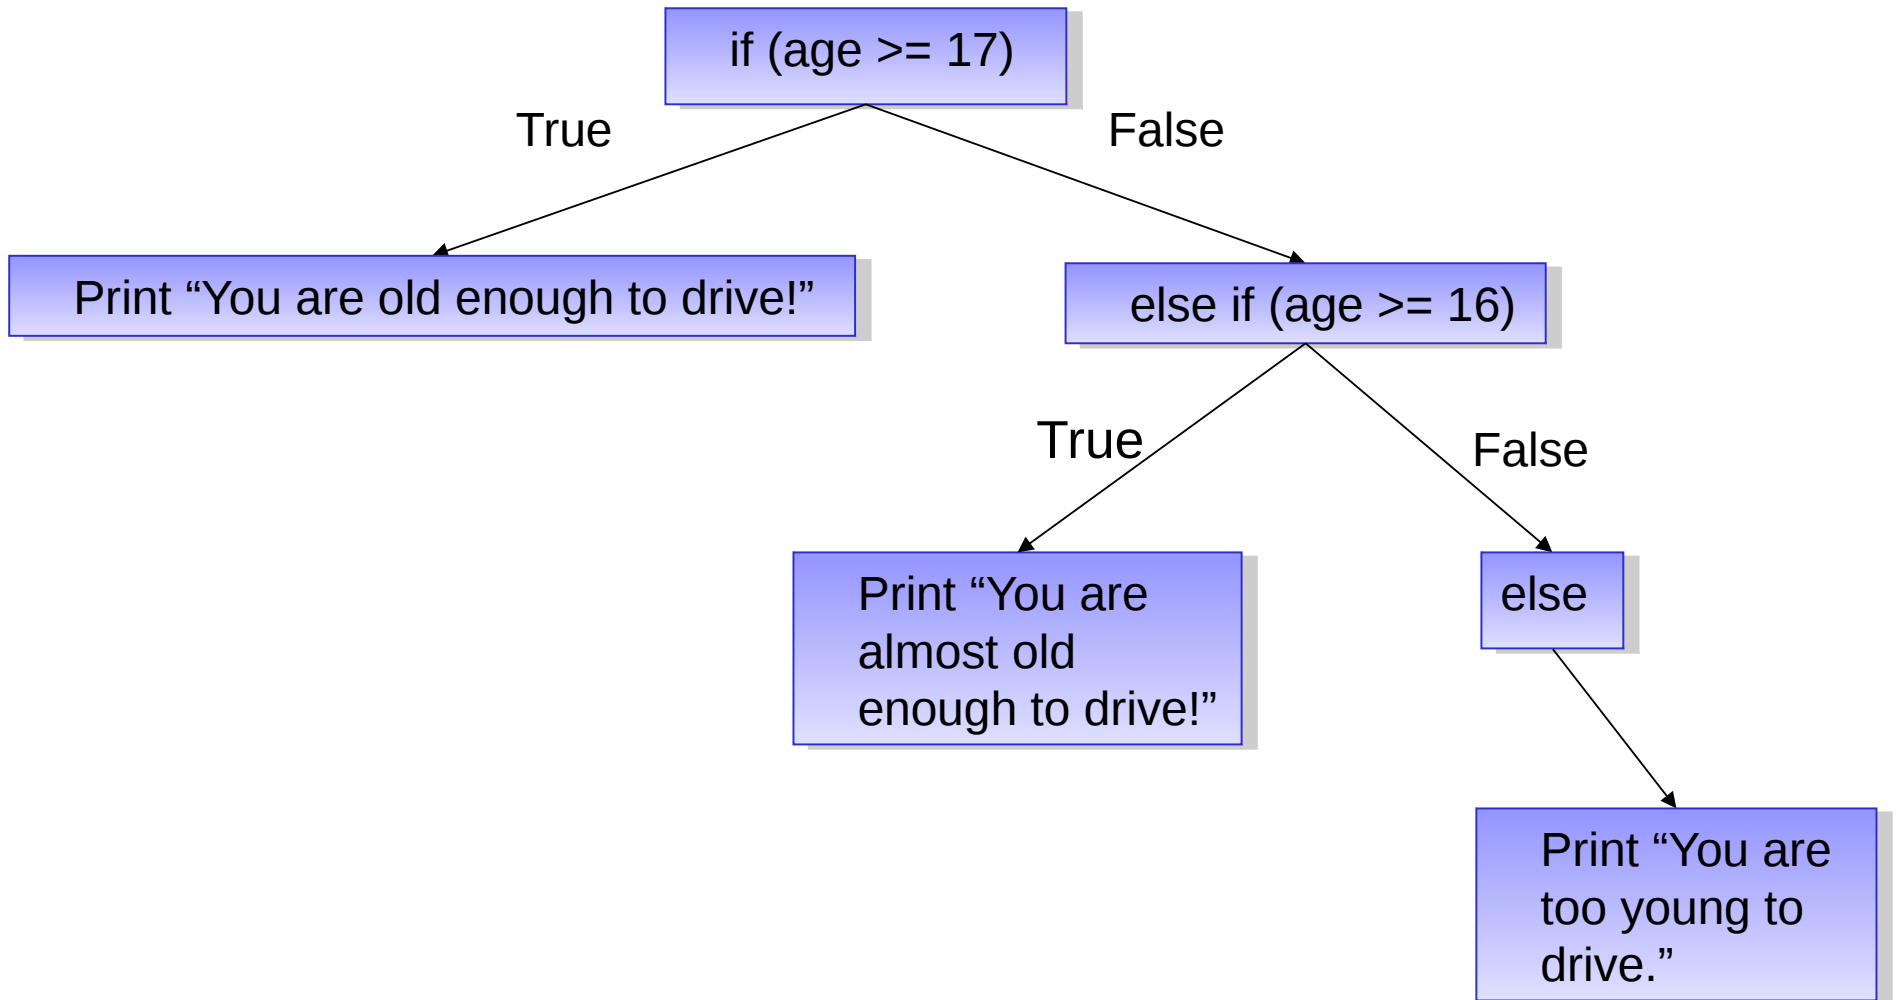 if (age >= 17)
True
False
Print “You are old enough to drive!”
else if (age >= 16)
True
False
Print “You are
almost old
enough to drive!”
else
Print “You are
too young to
drive.”